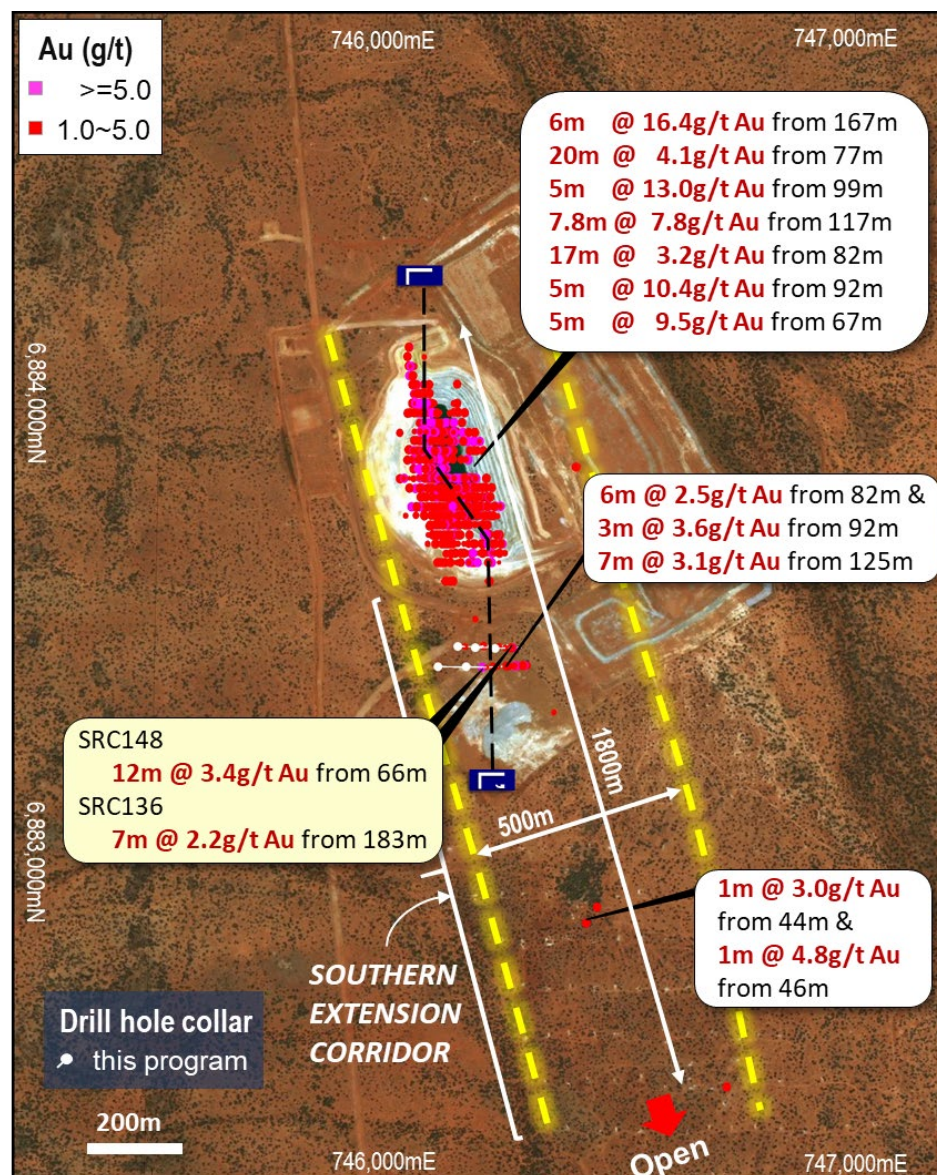 746,000mE
747,000mE
Au (g/t)
>=5.0
1.0~5.0
6m @ 16.4g/t Au from 167m
20m @ 4.1g/t Au from 77m
5m @ 13.0g/t Au from 99m
7.8m @ 7.8g/t Au from 117m
17m @ 3.2g/t Au from 82m
5m @ 10.4g/t Au from 92m
5m @ 9.5g/t Au from 67m
6,884,000mN
6m @ 2.5g/t Au from 82m &
3m @ 3.6g/t Au from 92m
7m @ 3.1g/t Au from 125m
SRC148
12m @ 3.4g/t Au from 66m
SRC136
7m @ 2.2g/t Au from 183m
1800m
500m
6,883,000mN
1m @ 3.0g/t Au
from 44m &
1m @ 4.8g/t Au
from 46m
SOUTHERN
EXTENSION
CORRIDOR
Drill hole collar
this program
200m
Open
746,000mE
747,000mE